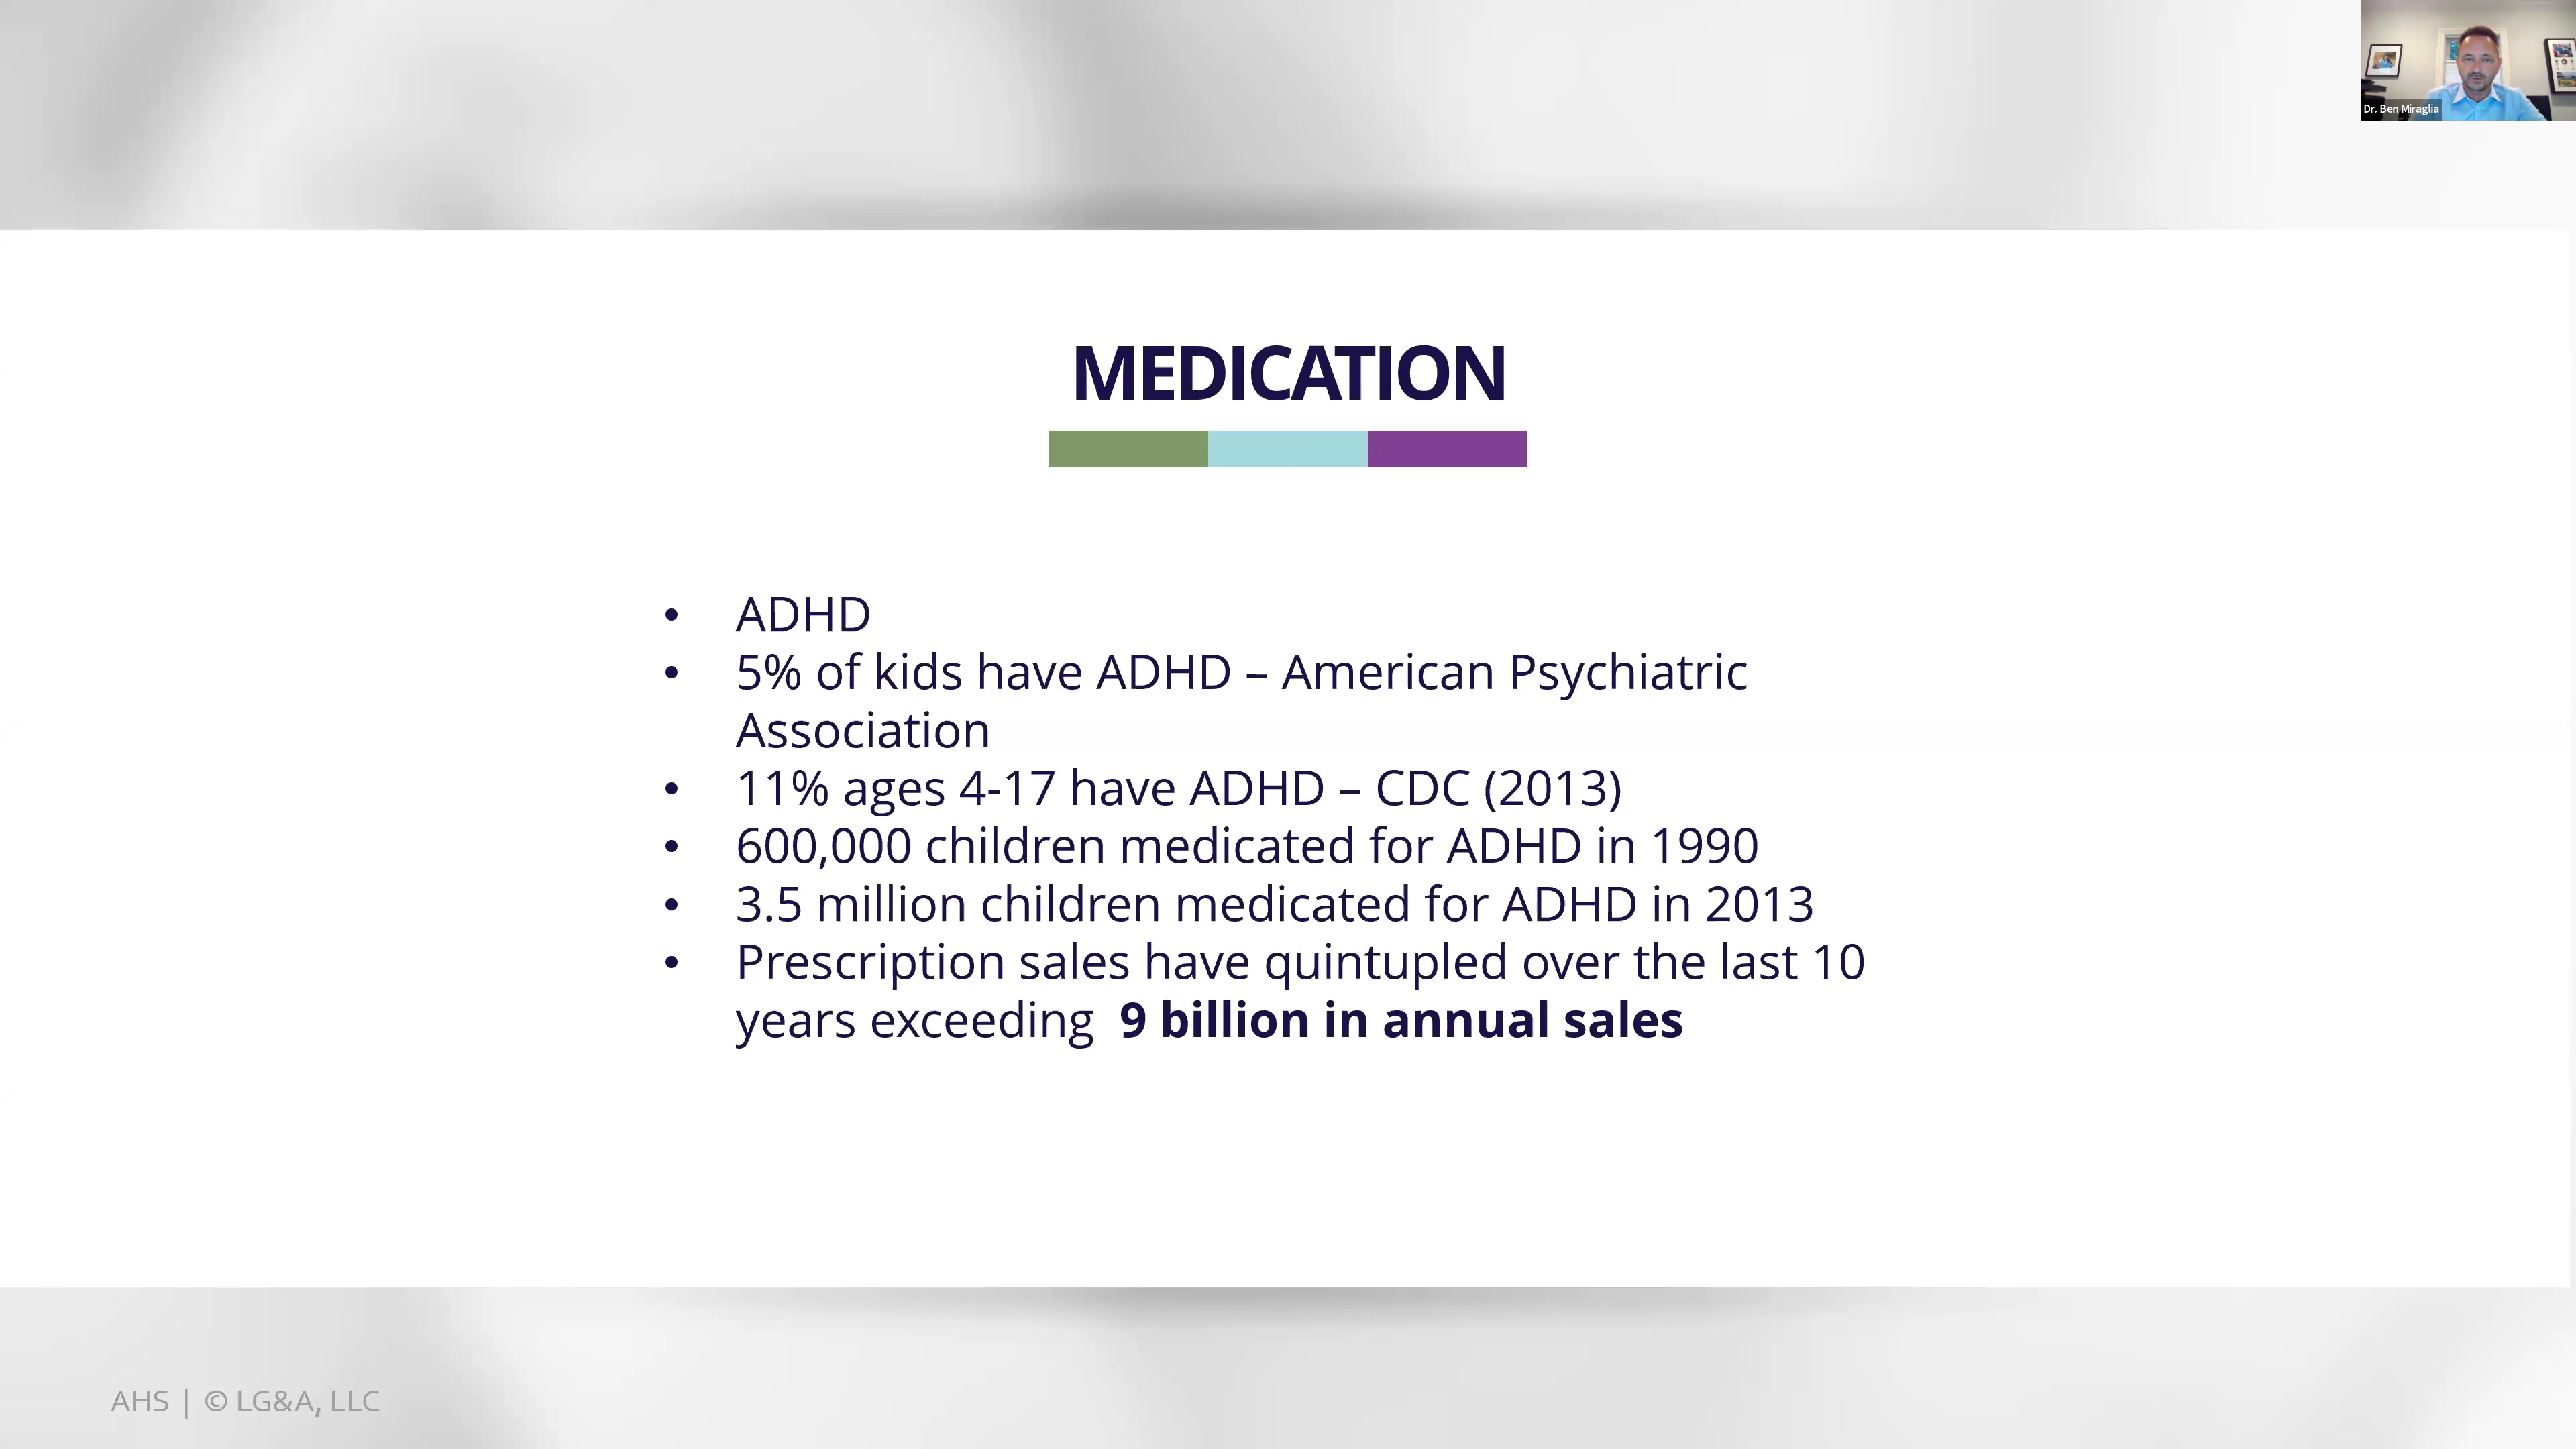 Dr. Ben Miraglia
MEDICATION
• ADHD
• 5% of kids have ADHD – American Psychiatric
Association
• 11% ages 4-17 have ADHD – CDC (2013)
• 600,000 children medicated for ADHD in 1990
• 3.5 million children medicated for ADHD in 2013
• Prescription sales have quintupled over the last 10
years exceeding  9 billion in annual sales
AHS | © LG&A, LLC